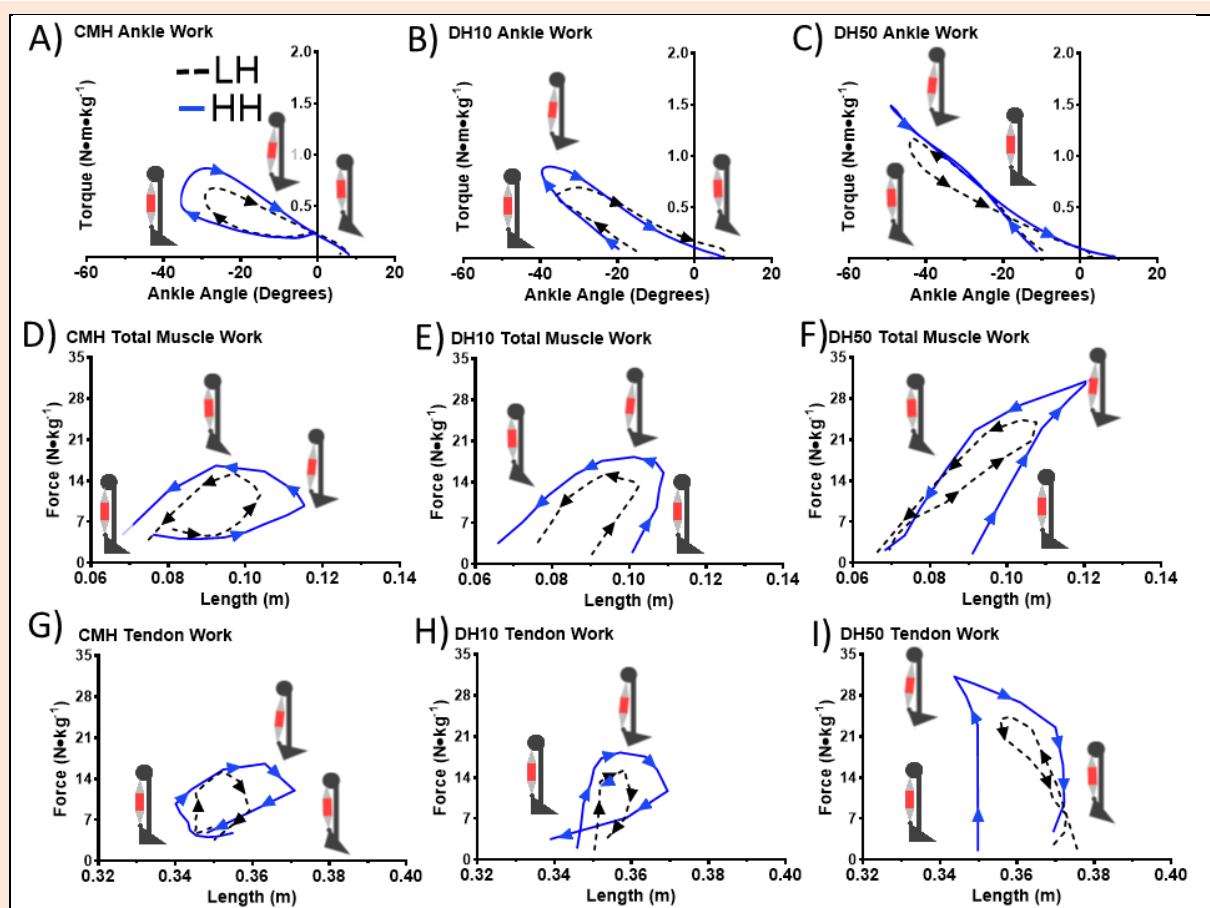 A) CMH Ankle Work
LH
HH
Torque (N•m•kg-1)
2.0
1.5
1.0
0.5
-60 -40 -20 0 20
Ankle Angle (Degrees)
B) DH10 Ankle Work
Torque (N•m•kg-1)
2.0
1.5
1.0
0.5
-60 -40 -20 0 20
Ankle Angle (Degrees)
C) DH50 Ankle Work
Torque (N•m•kg-1)
2.0
1.5
1.0
0.5
-60 -40 -20 0 20
Ankle Angle (Degrees)
D) CMH Total Muscle Work
Force (N•kg-1)
35
28
21
14
7
0
0.06 0.08 0.10 0.12 0.14
Length (m)
E) DH10 Total Muscle Work
Force (N•kg-1)
35
28
21
14
7
0
0.06 0.08 0.10 0.12 0.14
Length (m)
F) DH50 Total Muscle Work
Force (N•kg-1)
35
28
21
14
7
0
0.06 0.08 0.10 0.12 0.14
Length (m)
G) CMH Tendon Work
Force (N•kg-1)
35
28
21
14
7
0
0.32 0.34 0.36 0.38 0.40
Length (m)
H) DH10 Tendon Work
Force (N•kg-1)
35
28
21
14
7
0
0.32 0.34 0.36 0.38 0.40
Length (m)
I) DH50 Tendon Work
Force (N•kg-1)
35
28
21
14
7
0
0.32 0.34 0.36 0.38 0.40
Length (m)